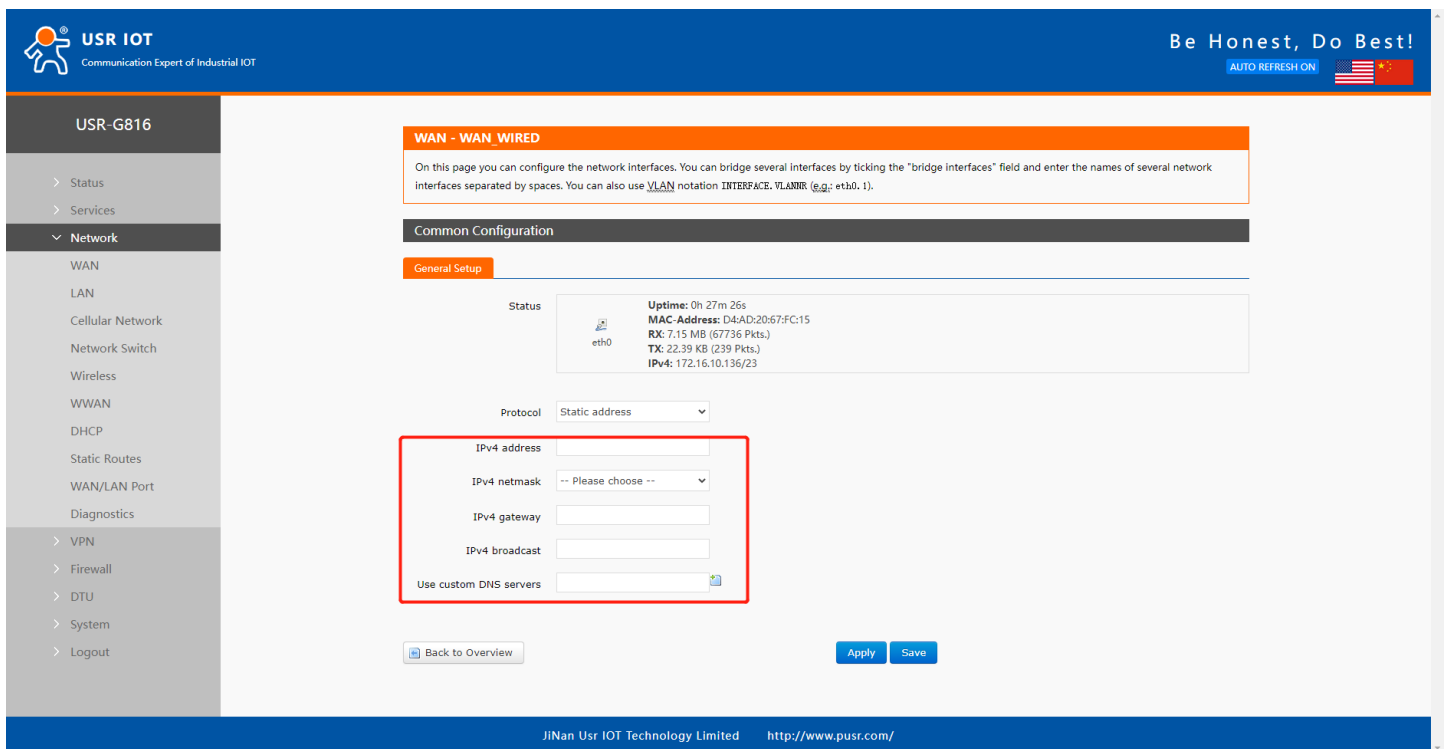 USR IOT
Communication Expert of Industrial IOT
Be Honest, Do Best!
AUTO REFRESH ON
USR-G816
Status
Services
Network
WAN
LAN
Cellular Network
Network Switch
Wireless
WWAN
DHCP
Static Routes
WAN/LAN Port
Diagnostics
VPN
Firewall
DTU
System
Logout
WAN - WAN_WIRED
On this page you can configure the network interfaces. You can bridge several interfaces by ticking the "bridge interfaces" field and enter the names of several network
interfaces separated by spaces. You can also use VLAN notation INTERFACE.VLANNR (e.g.: eth0.1).
Common Configuration
General Setup
Status
eth0
Uptime: 0h 27m 26s
MAC-Address: D4:AD:20:67:FC:15
RX: 7.15 MB (67736 Pkts.)
TX: 22.39 KB (239 Pkts.)
IPv4: 172.16.10.136/23
Protocol Static address
IPv4 address
IPv4 netmask -- Please choose --
IPv4 gateway
IPv4 broadcast
Use custom DNS servers
Back to Overview
Apply Save
JiNan Usr IOT Technology Limited http://www.pusr.com/